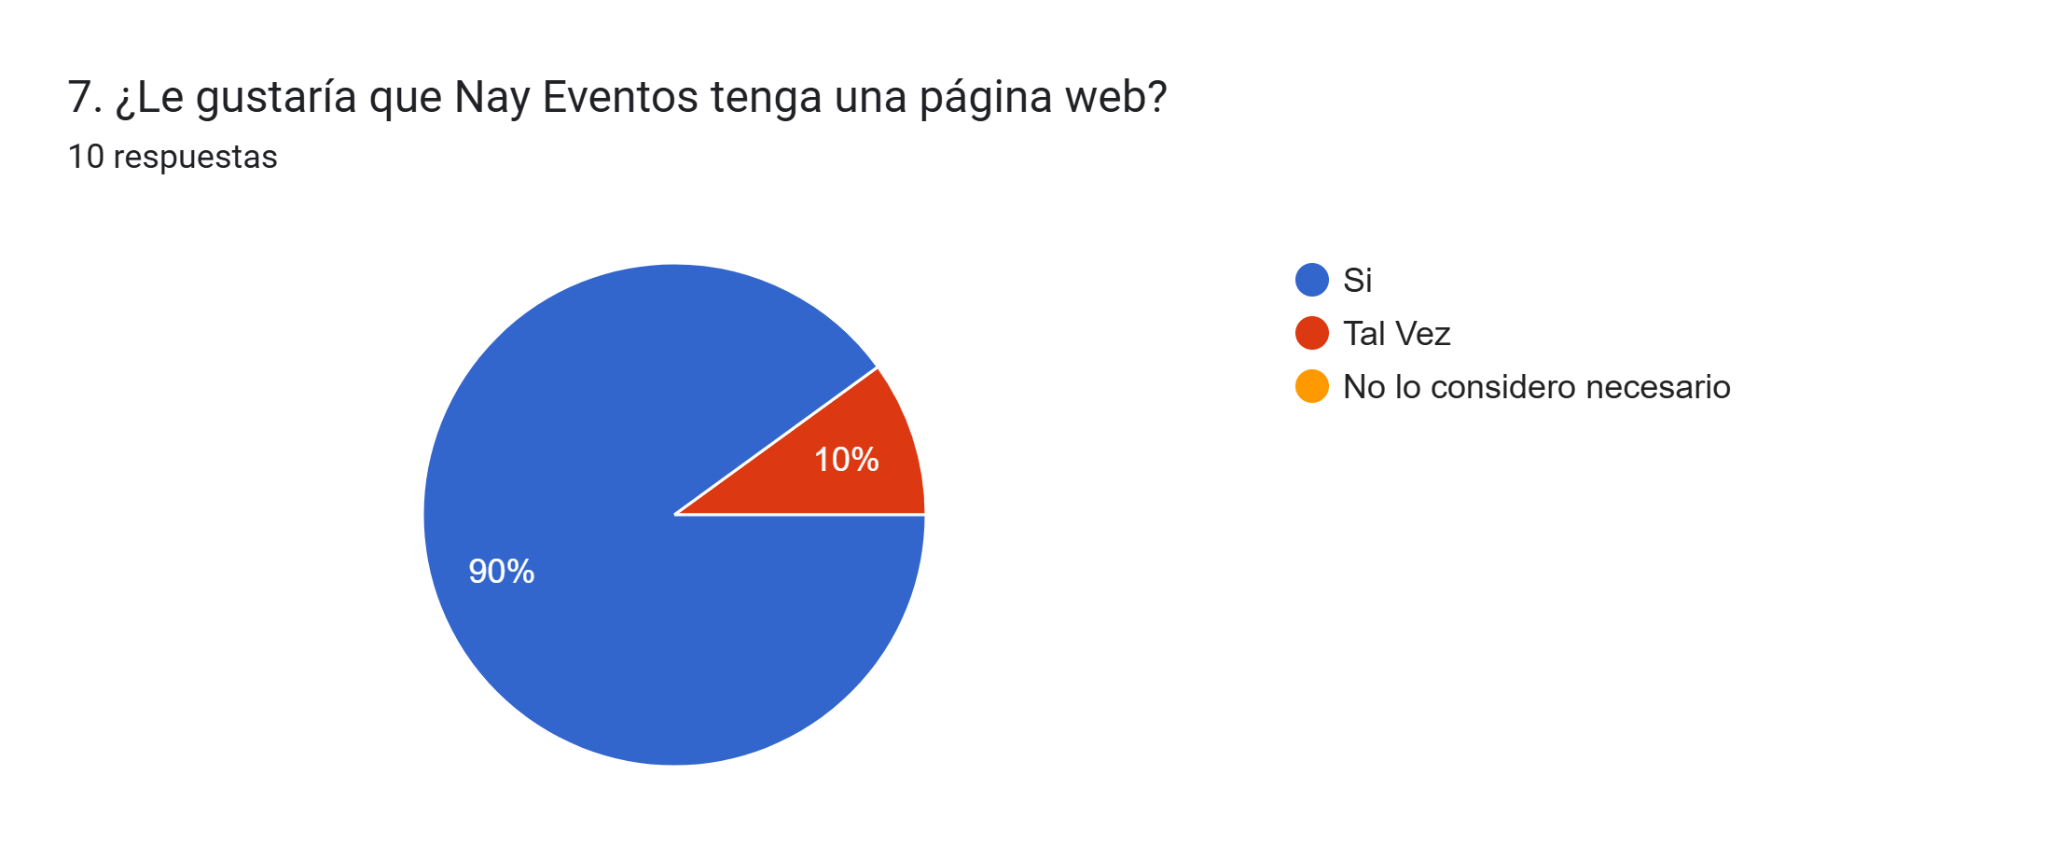 7. ¿Le gustaría que Nay Eventos tenga una página web?
10 respuestas
Si
Tal Vez
No lo considero necesario
10%
90%